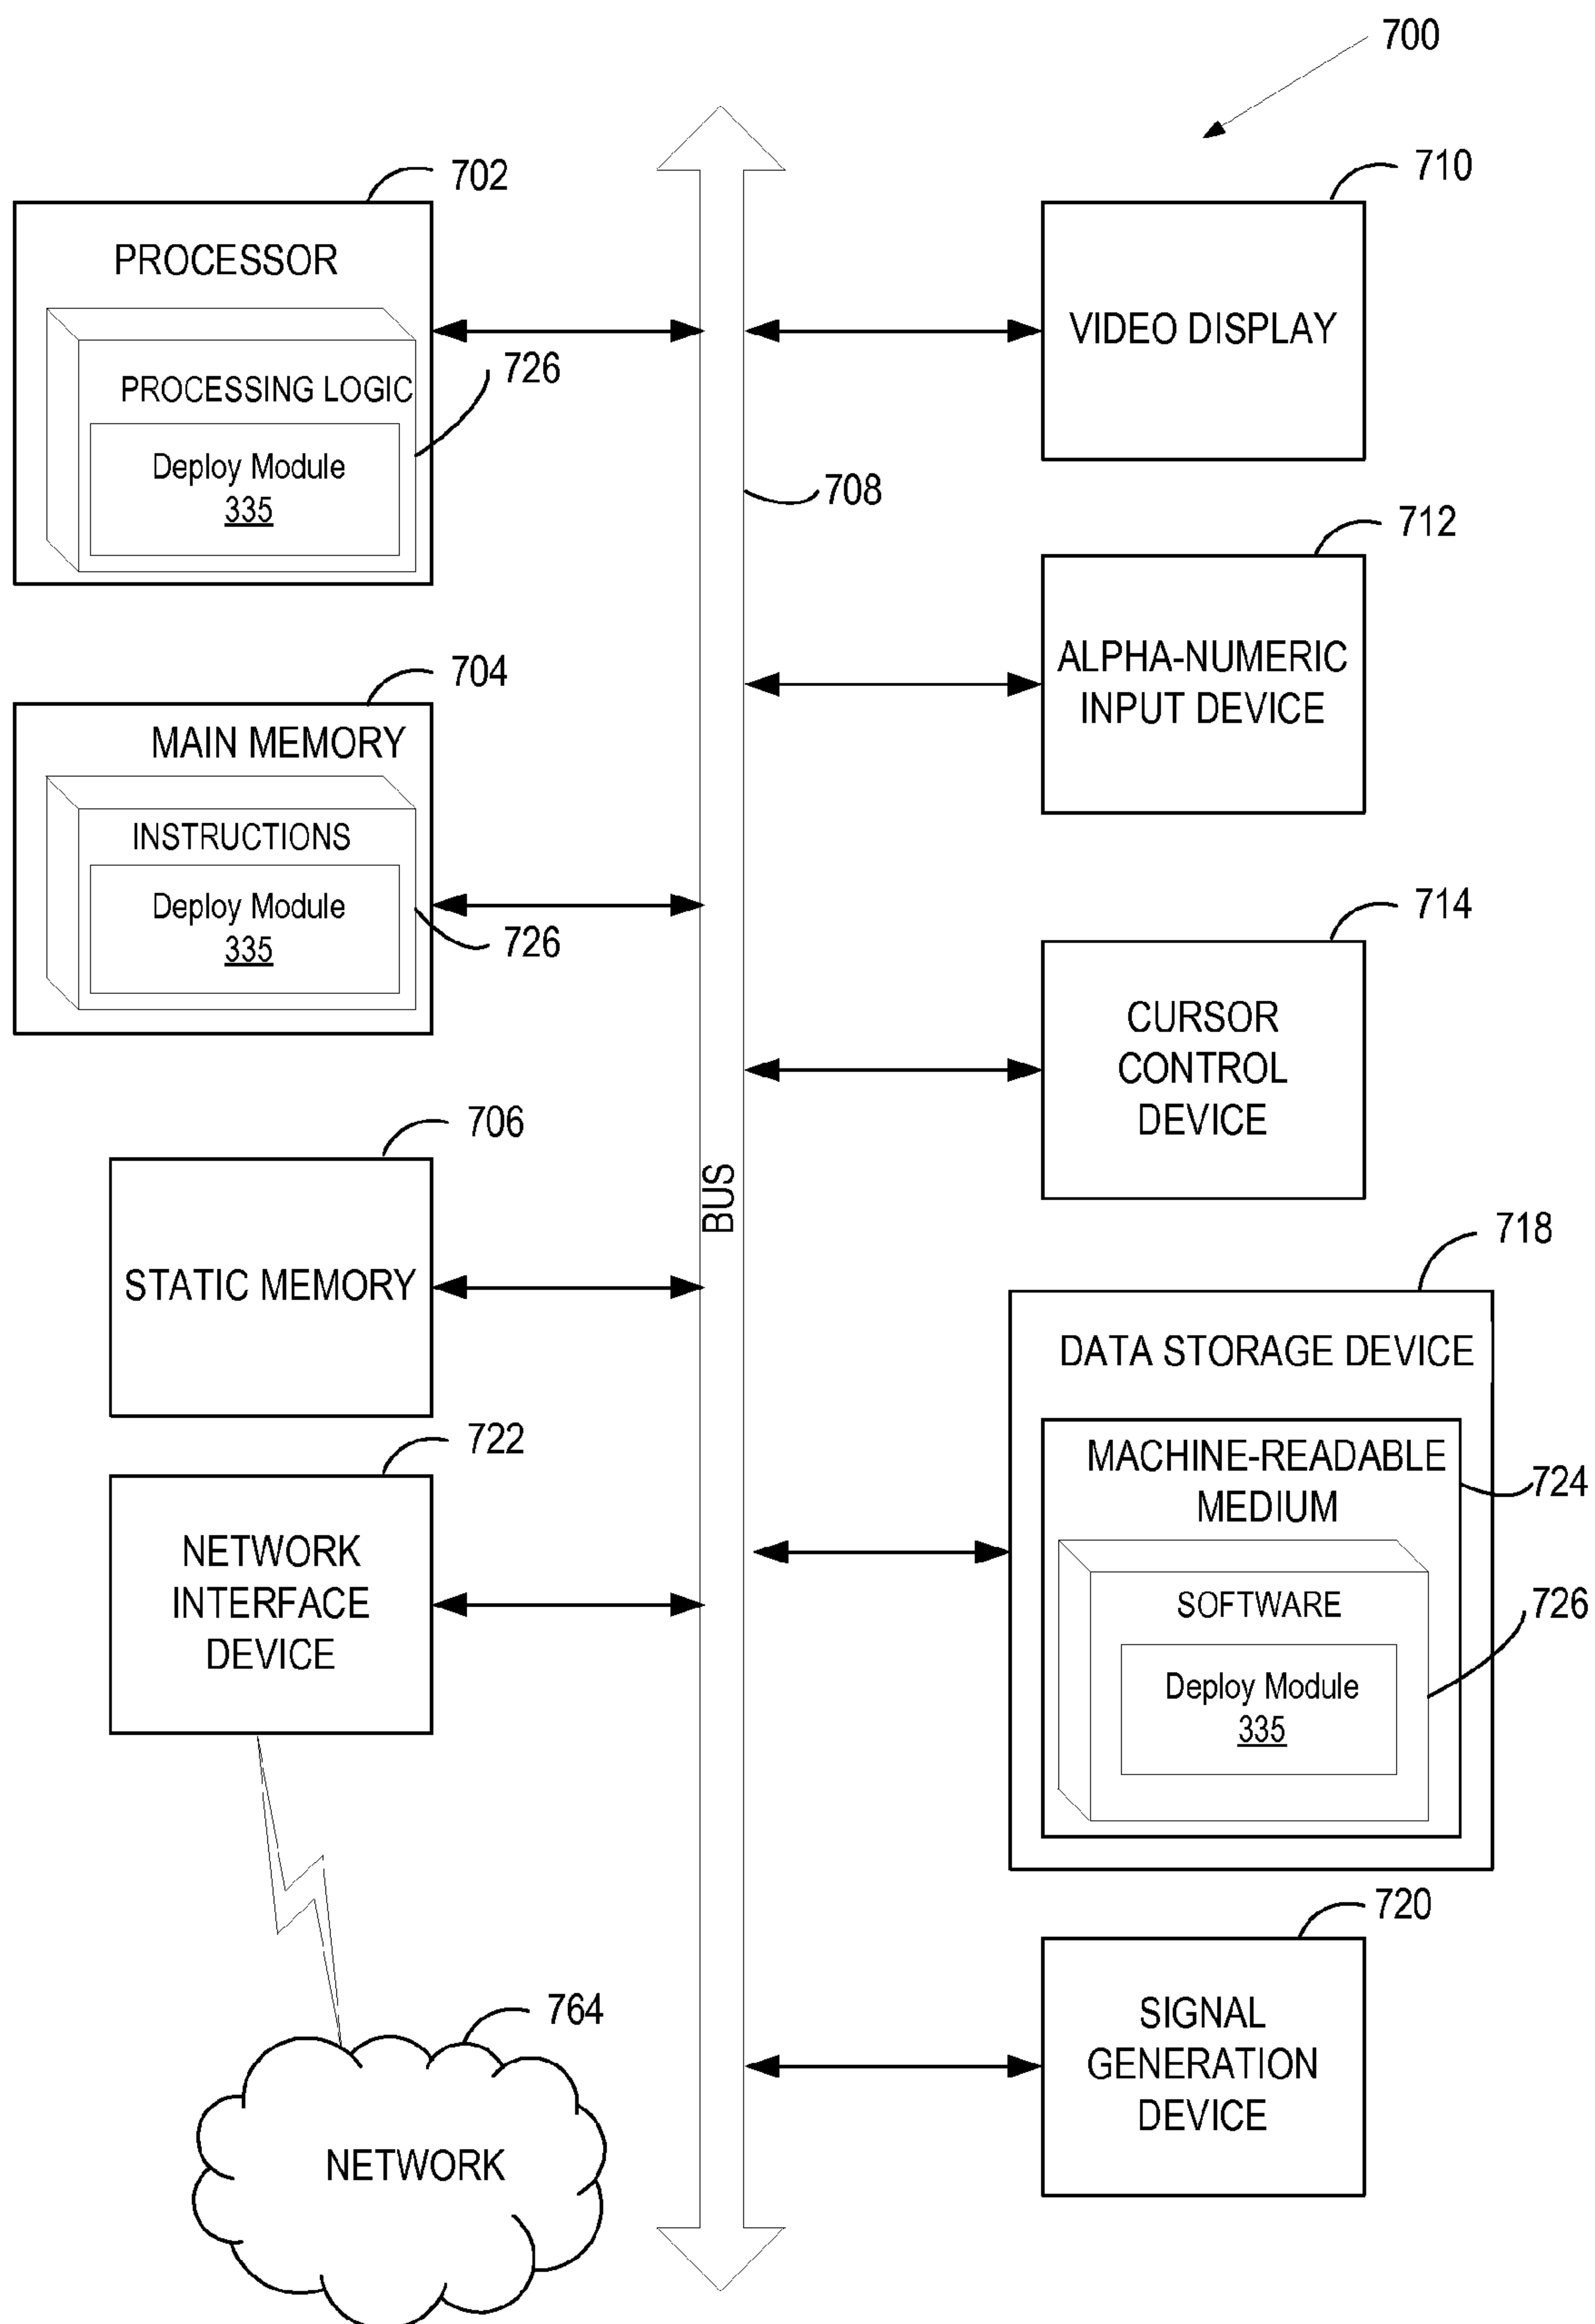 700
702
PROCESSOR
PROCESSING LOGIC
726
Deploy Module
335
704
MAIN MEMORY
INSTRUCTIONS
Deploy Module
335
726
706
STATIC MEMORY
722
NETWORK
INTERFACE
DEVICE
764
NETWORK
708
BUS
710
VIDEO DISPLAY
712
ALPHA-NUMERIC
INPUT DEVICE
714
CURSOR
CONTROL
DEVICE
718
DATA STORAGE DEVICE
MACHINE-READABLE
MEDIUM
724
SOFTWARE
726
Deploy Module
335
720
SIGNAL
GENERATION
DEVICE